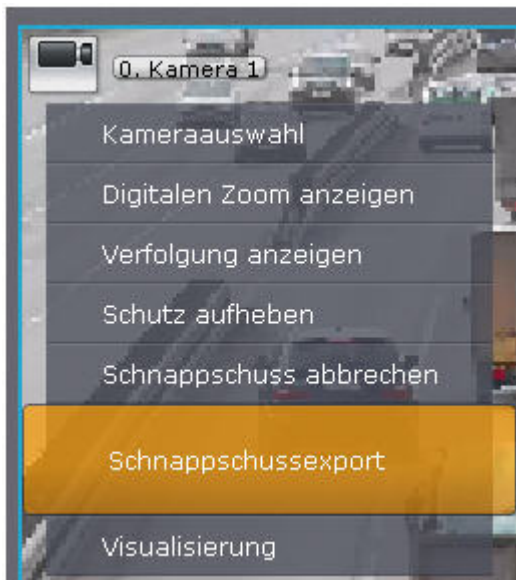 0. Kamera 1
Kameraauswahl
Digitalen Zoom anzeigen
Verfolgung anzeigen
Schutz aufheben
Schnappschuss abbrechen
Schnappschussexport
Visualisierung